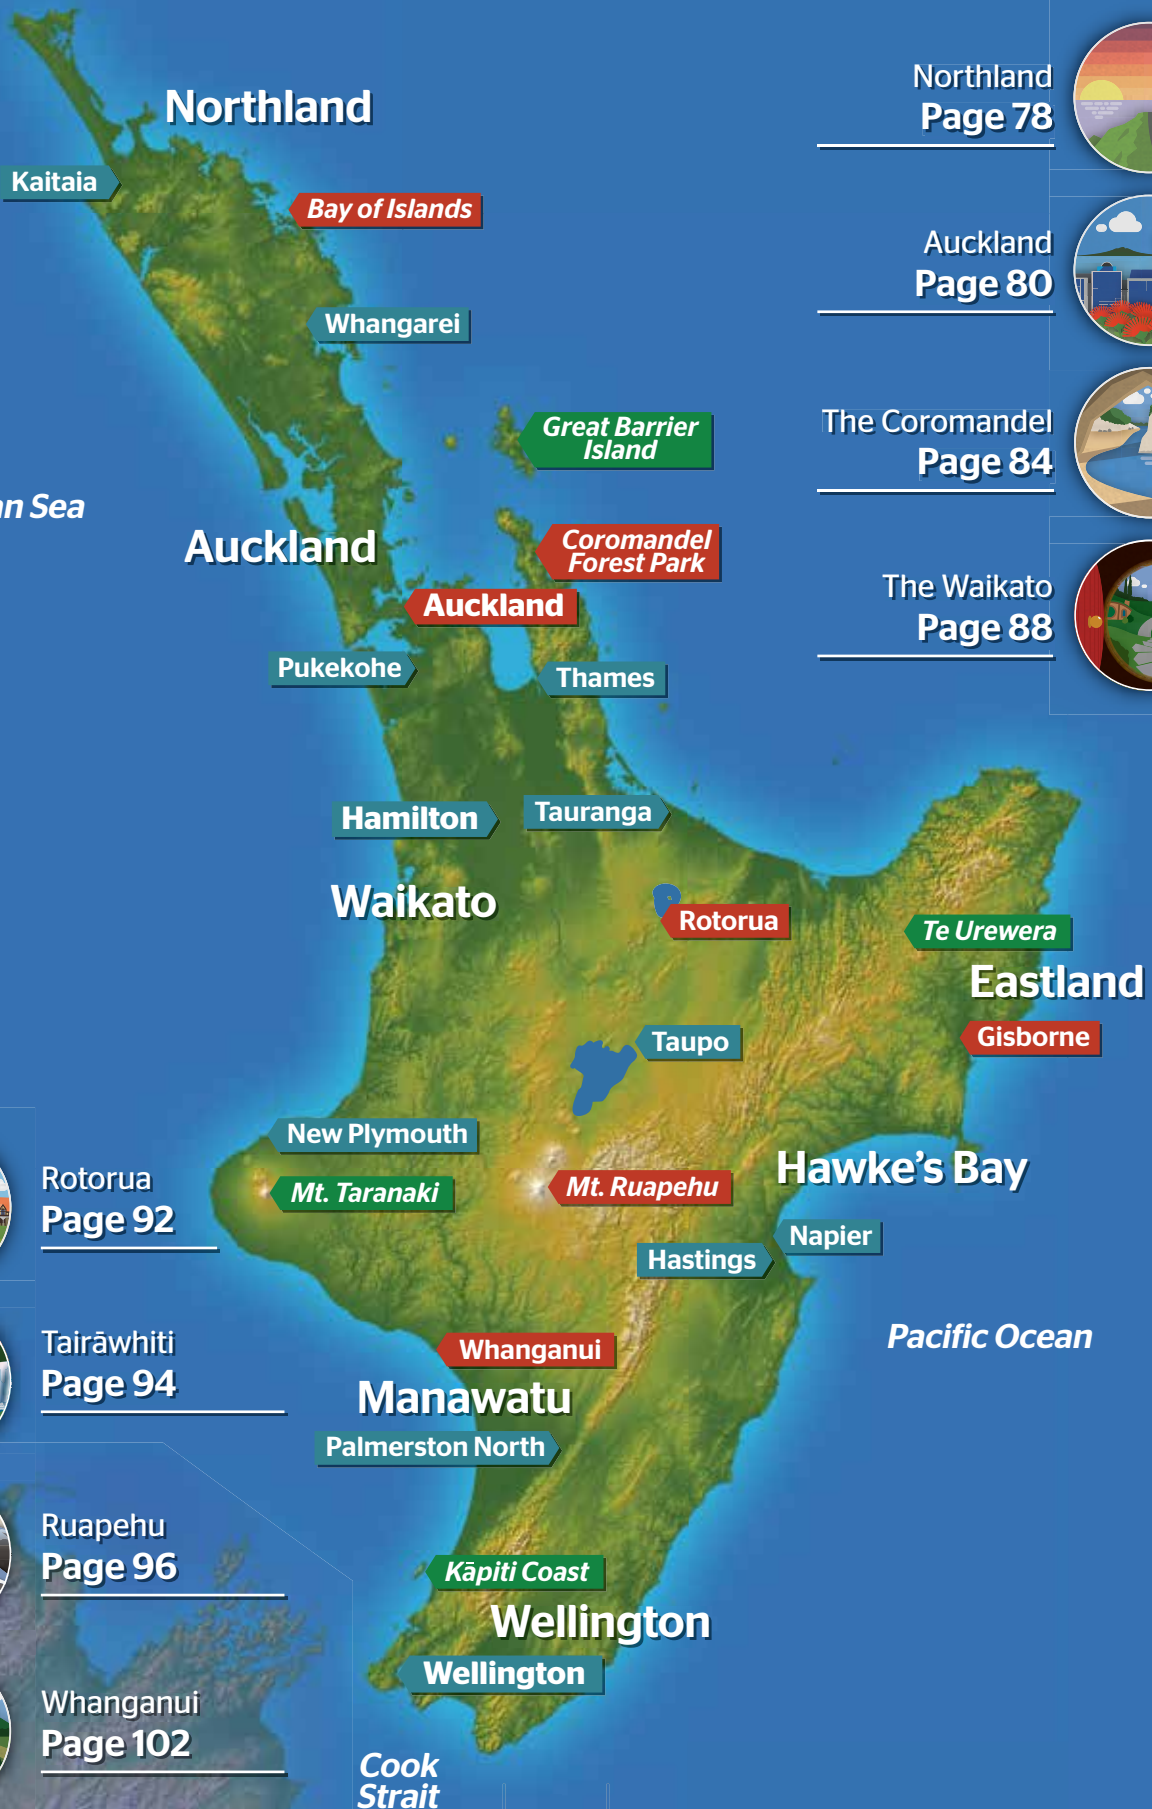 Northland
Page 78
Northland
Kaitaia
Bay of Islands
Auckland
Page 80
Whangarei
The Coromandel
Page 84
Great Barrier
Island
Sea
Auckland
Coromandel
Forest Park
The Waikato
Page 88
Auckland
Pukekohe
Thames
Hamilton
Tauranga
Waikato
Rotorua
Te Urewera
Eastland
Gisborne
Taupo
New Plymouth
Mt. Taranaki
Mt. Ruapehu
Hawke's Bay
Rotorua
Page 92
Napier
Hastings
Pacific Ocean
Tairāwhiti
Page 94
Whanganui
Manawatu
Palmerston North
Ruapehu
Page 96
Kāpiti Coast
Wellington
Wellington
Whanganui
Page 102
Cook
Strait